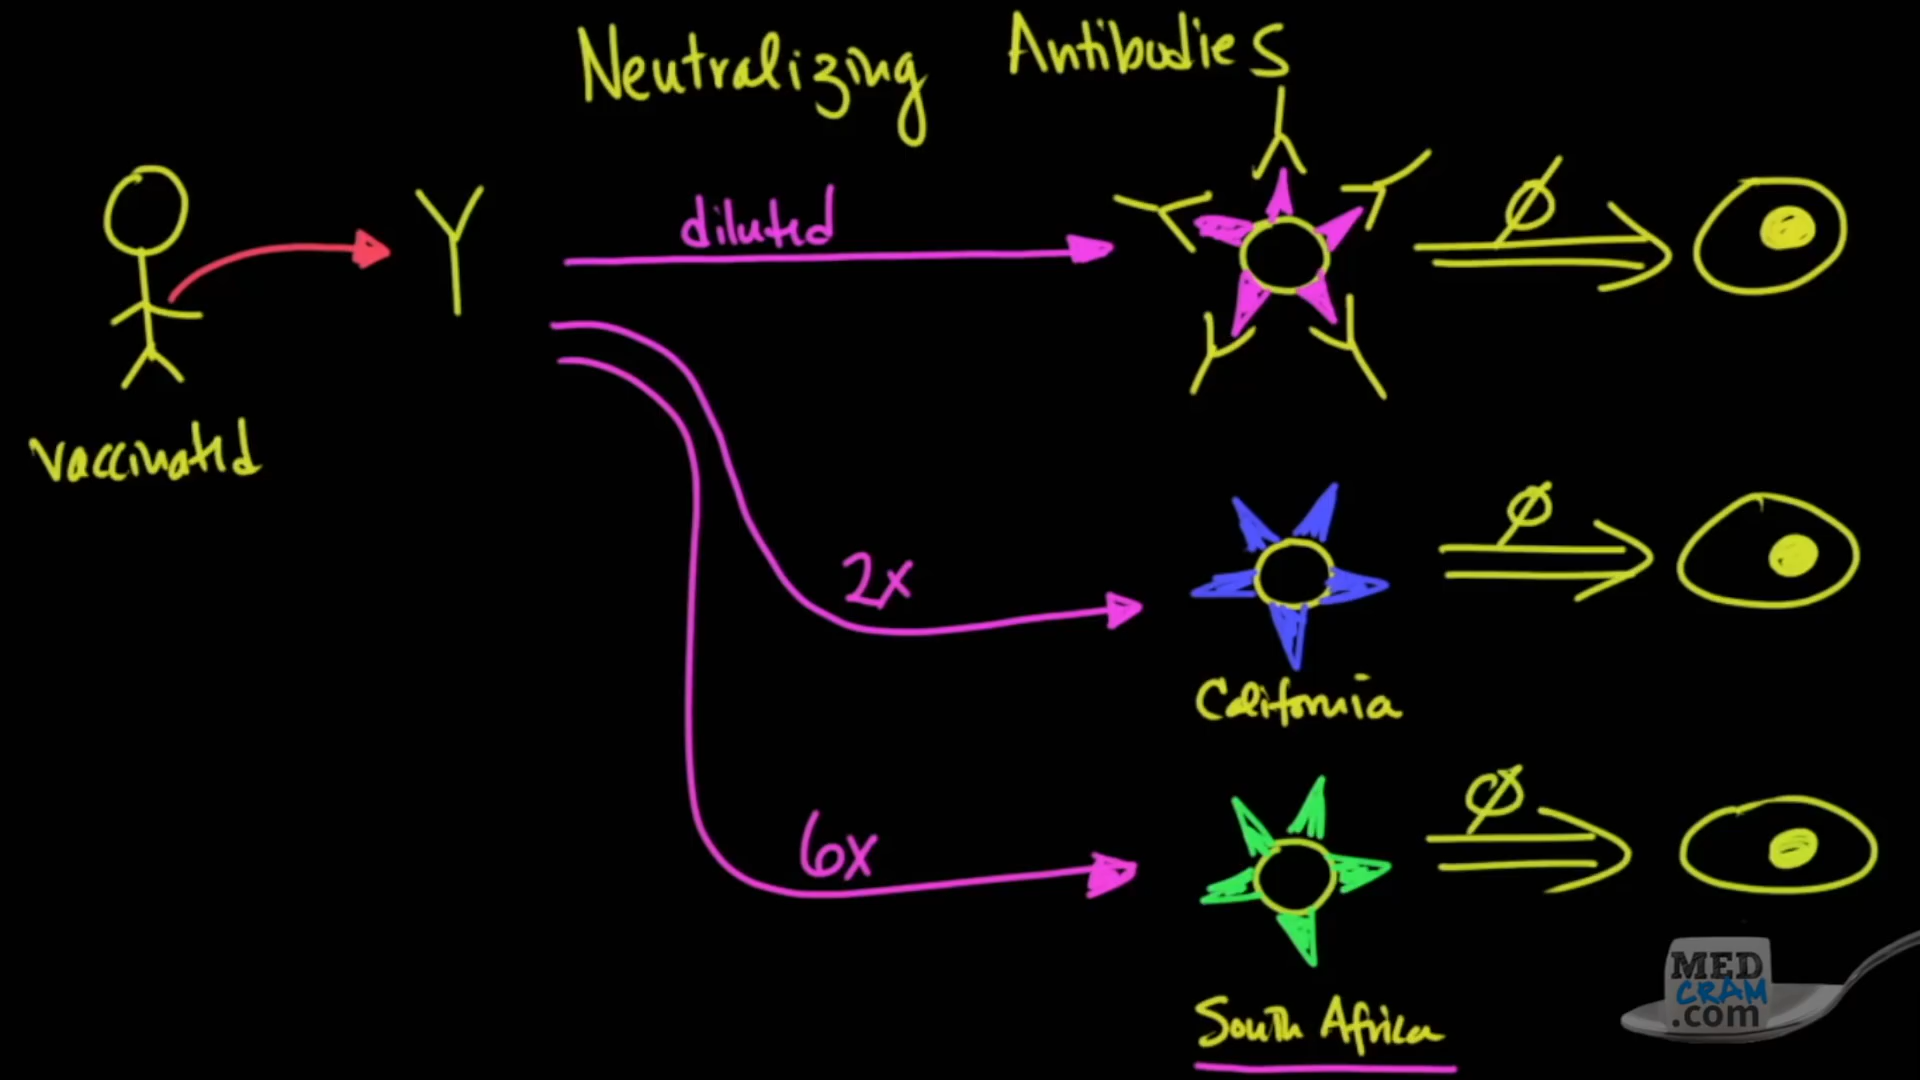 Neutralizing Antibodies
diluted
vaccinated
Y
Ø
2x
Ø
California
6x
Ø
South Africa
MED
CRAM
.com